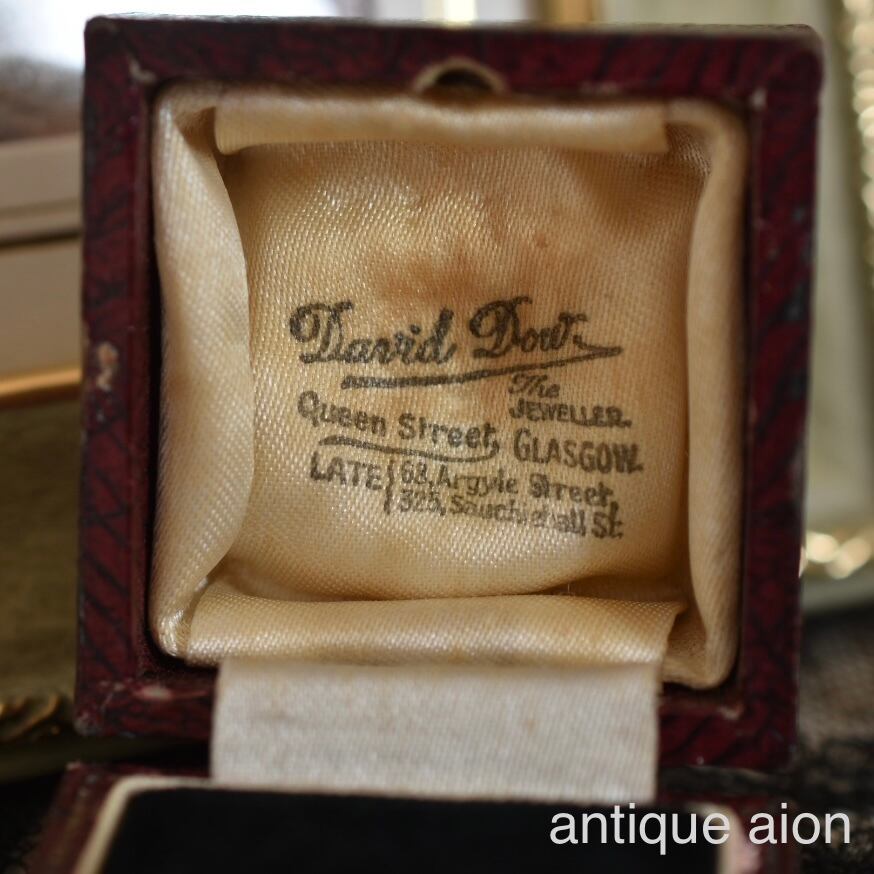 David Dow
The
JEWELLER.
Queen Street, GLASGOW.
LATE { 68, Argyle Street,
325, Sauchiehall St.
antique aion